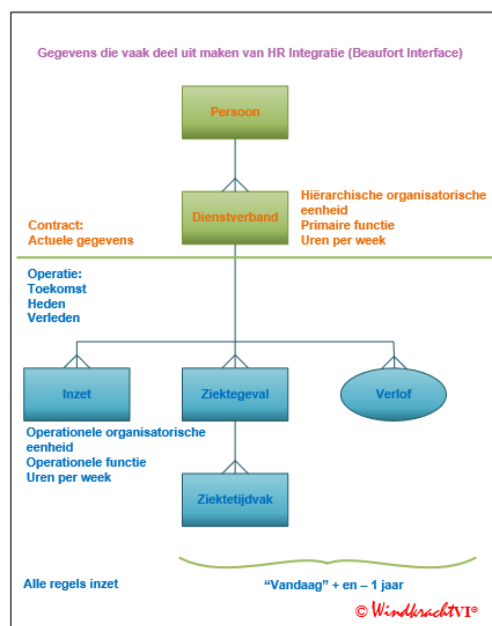 Gegevens die vaak deel uit maken van HR Integratie (Beaufort Interface)
Persoon
Dienstverband
Hiërarchische organisatorische
eenheid
Primaire functie
Uren per week
Contract:
Actuele gegevens
Operatie:
Toekomst
Heden
Verleden
Inzet
Ziektegeval
Verlof
Operationele organisatorische
eenheid
Operationele functie
Uren per week
Ziektetijdvak
Alle regels inzet
"Vandaag" + en – 1 jaar
© WindkrachtVI®